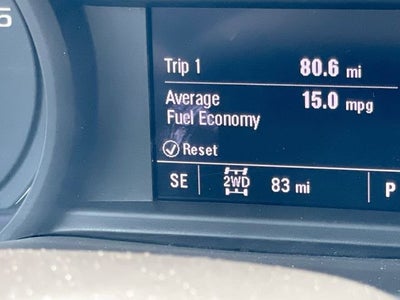 Trip 1 80.6 mi
Average 15.0 mpg
Fuel Economy
Reset
SE 2WD 83 mi P